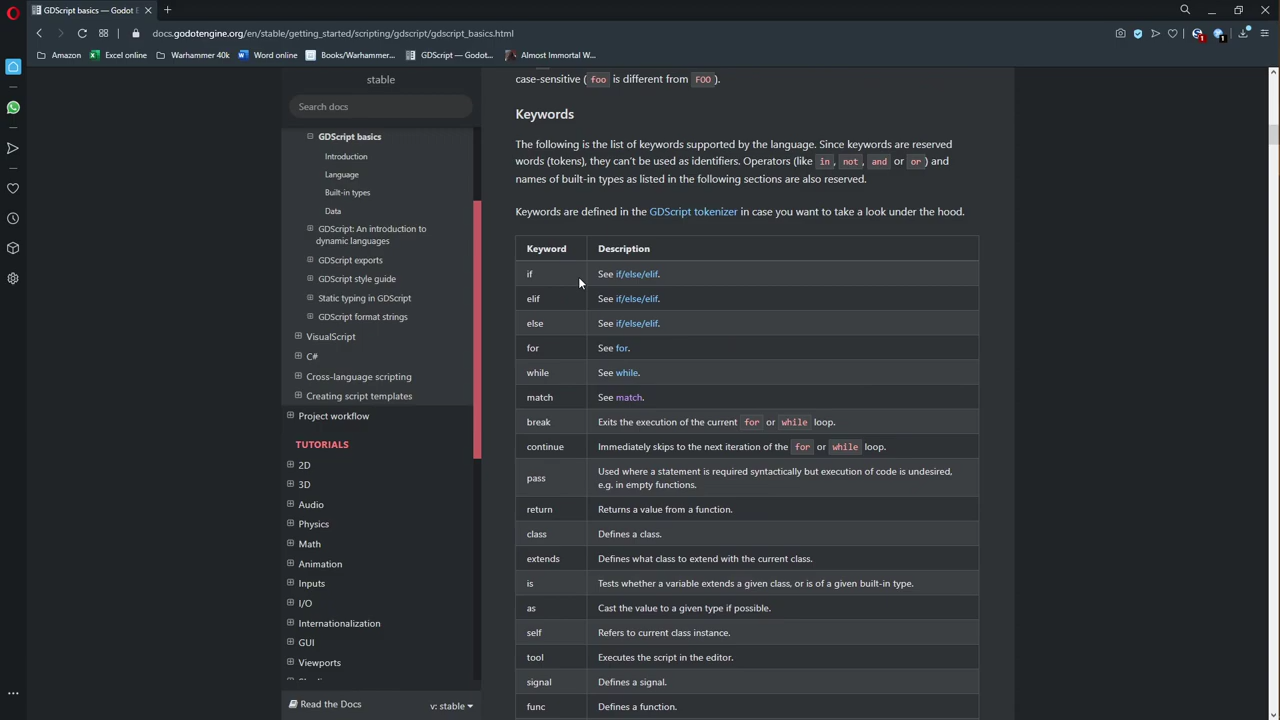 GDScript basics — Godot E
docs.godotengine.org/en/stable/getting_started/scripting/gdscript/gdscript_basics.html
Amazon
Excel online
Warhammer 40k
Word online
Books/Warhammer...
GDScript — Godot...
Almost Immortal W...
stable
Search docs
GDScript basics
Introduction
Language
Built-in types
Data
GDScript: An introduction to
dynamic languages
GDScript exports
GDScript style guide
Static typing in GDScript
GDScript format strings
VisualScript
C#
Cross-language scripting
Creating script templates
Project workflow
TUTORIALS
2D
3D
Audio
Physics
Math
Animation
Inputs
I/O
Internationalization
GUI
Viewports
Read the Docs
v: stable
case-sensitive ( foo is different from FOO ).
Keywords
The following is the list of keywords supported by the language. Since keywords are reserved
words (tokens), they can't be used as identifiers. Operators (like in , not , and or or ) and
names of built-in types as listed in the following sections are also reserved.
Keywords are defined in the GDScript tokenizer in case you want to take a look under the hood.
Keyword Description
if See if/else/elif.
elif See if/else/elif.
else See if/else/elif.
for See for.
while See while.
match See match.
break Exits the execution of the current for or while loop.
continue Immediately skips to the next iteration of the for or while loop.
pass Used where a statement is required syntactically but execution of code is undesired,
e.g. in empty functions.
return Returns a value from a function.
class Defines a class.
extends Defines what class to extend with the current class.
is Tests whether a variable extends a given class, or is of a given built-in type.
as Cast the value to a given type if possible.
self Refers to current class instance.
tool Executes the script in the editor.
signal Defines a signal.
func Defines a function.